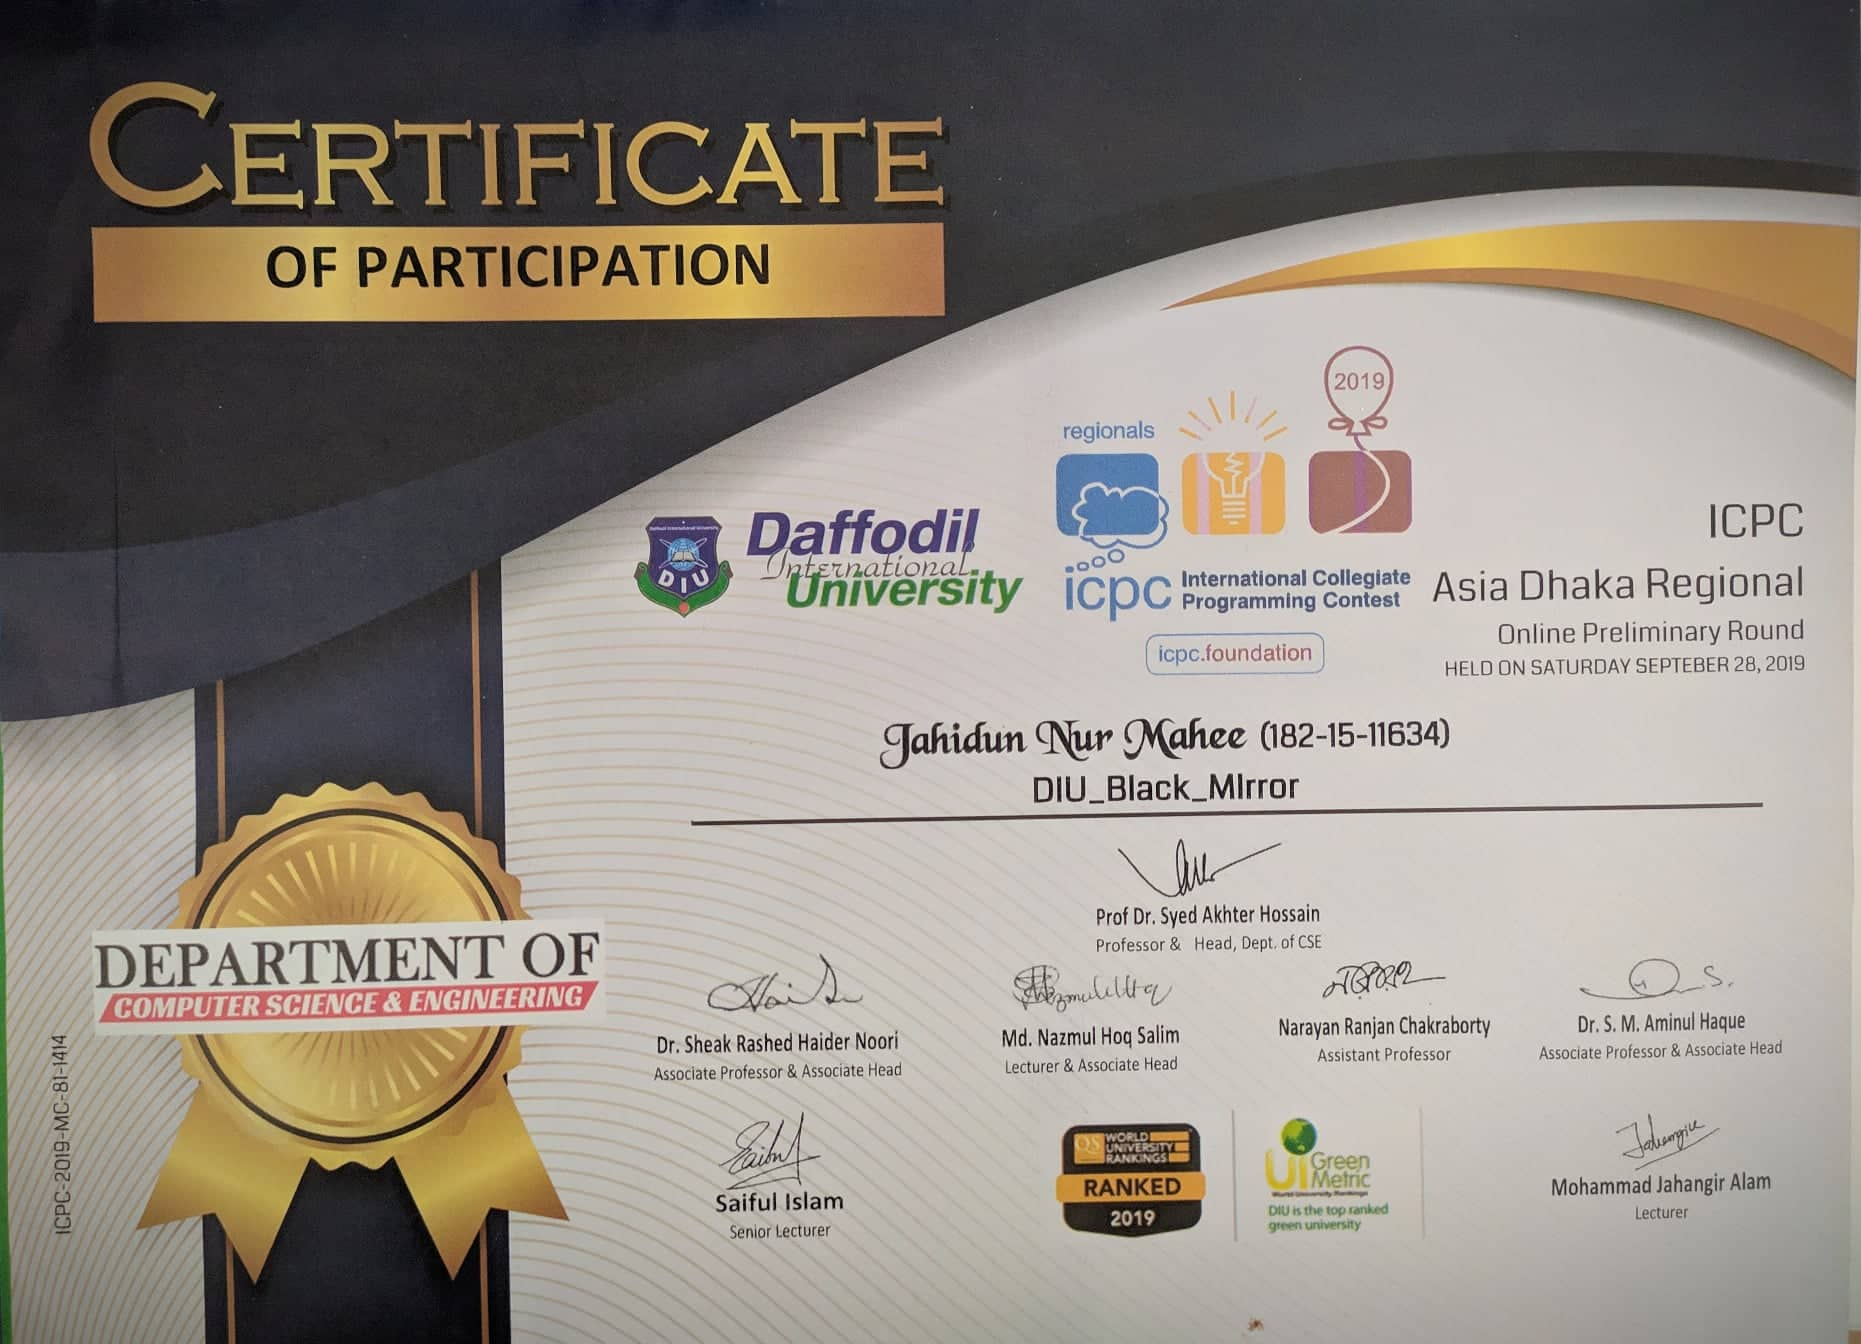 CERTIFICATE
OF PARTICIPATION
2019
regionals
Daffodil
International
University
DIU
icpc International Collegiate
Programming Contest
icpc.foundation
ICPC
Asia Dhaka Regional
Online Preliminary Round
HELD ON SATURDAY SEPTEBER 28, 2019
Jahidun Nur Mahee (182-15-11634)
DIU_Black_MIrror
Prof Dr. Syed Akhter Hossain
Professor & Head, Dept. of CSE
DEPARTMENT OF
COMPUTER SCIENCE & ENGINEERING
Dr. Sheak Rashed Haider Noori
Associate Professor & Associate Head
Md. Nazmul Hoq Salim
Lecturer & Associate Head
Narayan Ranjan Chakraborty
Assistant Professor
Dr. S. M. Aminul Haque
Associate Professor & Associate Head
Saiful Islam
Senior Lecturer
QS WORLD
UNIVERSITY
RANKINGS
RANKED
2019
UI Green
Metric
World University Rankings
DIU is the top ranked
green university
Mohammad Jahangir Alam
Lecturer
ICPC-2019-MC-81-1414